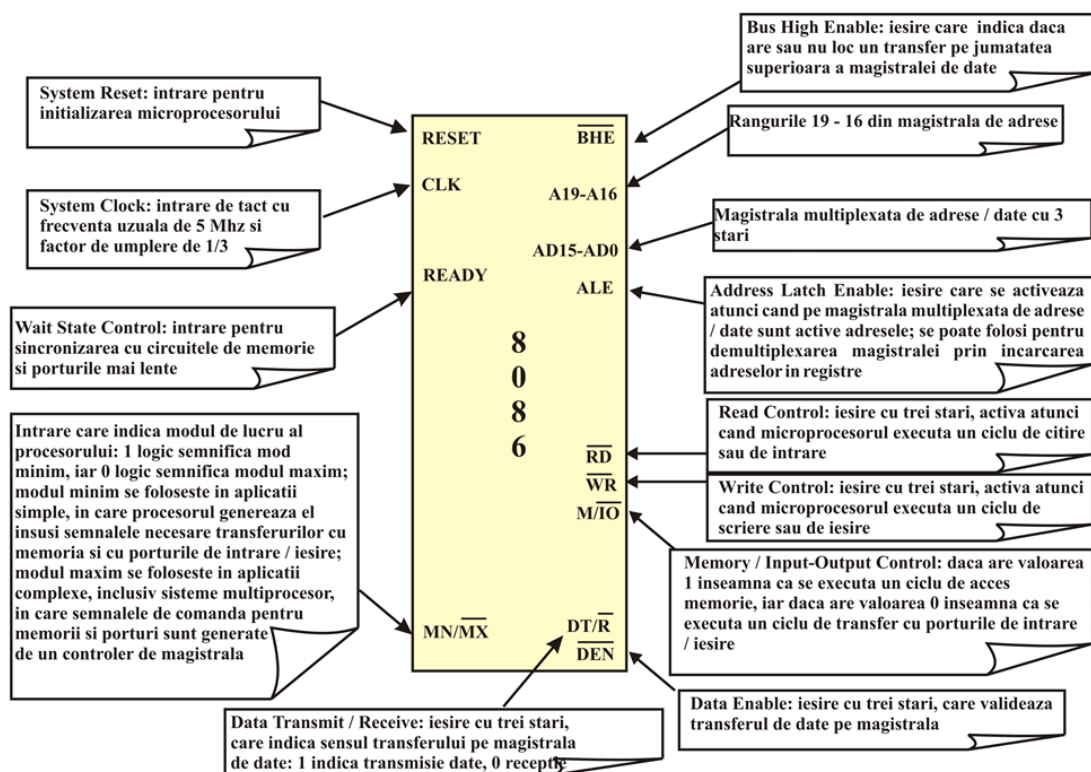 System Reset: intrare pentru
initializarea microprocesorului
System Clock: intrare de tact cu
frecventa uzuala de 5 Mhz si
factor de umplere de 1/3
Wait State Control: intrare pentru
sincronizarea cu circuitele de memorie
si porturile mai lente
Intrare care indica modul de lucru al
procesorului: 1 logic semnifica mod
minim, iar 0 logic semnifica modul maxim;
modul minim se foloseste in aplicatii
simple, in care procesorul genereaza el
insusi semnalele necesare transferurilor cu
memoria si cu porturile de intrare / iesire;
modul maxim se foloseste in aplicatii
complexe, inclusiv sisteme multiprocesor,
in care semnalele de comanda pentru
memorii si porturi sunt generate
de un controler de magistrala
RESET
CLK
READY
MN/M̅X̅
8
0
8
6
B̅H̅E̅
A19-A16
AD15-AD0
ALE
R̅D̅
W̅R̅
M/I̅O̅
DT/R̅
D̅E̅N̅
Bus High Enable: iesire care indica daca
are sau nu loc un transfer pe jumatatea
superioara a magistralei de date
Rangurile 19 - 16 din magistrala de adrese
Magistrala multiplexata de adrese / date cu 3
stari
Address Latch Enable: iesire care se activeaza
atunci cand pe magistrala multiplexata de adrese
/ date sunt active adresele; se poate folosi pentru
demultiplexarea magistralei prin incarcarea
adreselor in registre
Read Control: iesire cu trei stari, activa atunci
cand microprocesorul executa un ciclu de citire
sau de intrare
Write Control: iesire cu trei stari, activa atunci
cand microprocesorul executa un ciclu de
scriere sau de iesire
Memory / Input-Output Control: daca are valoarea
1 inseamna ca se executa un ciclu de acces
memorie, iar daca are valoarea 0 inseamna ca se
executa un ciclu de transfer cu porturile de intrare
/ iesire
Data Enable: iesire cu trei stari, care valideaza
transferul de date pe magistrala
Data Transmit / Receive: iesire cu trei stari,
care indica sensul transferului pe magistrala
de date: 1 indica transmisie date, 0 receptie